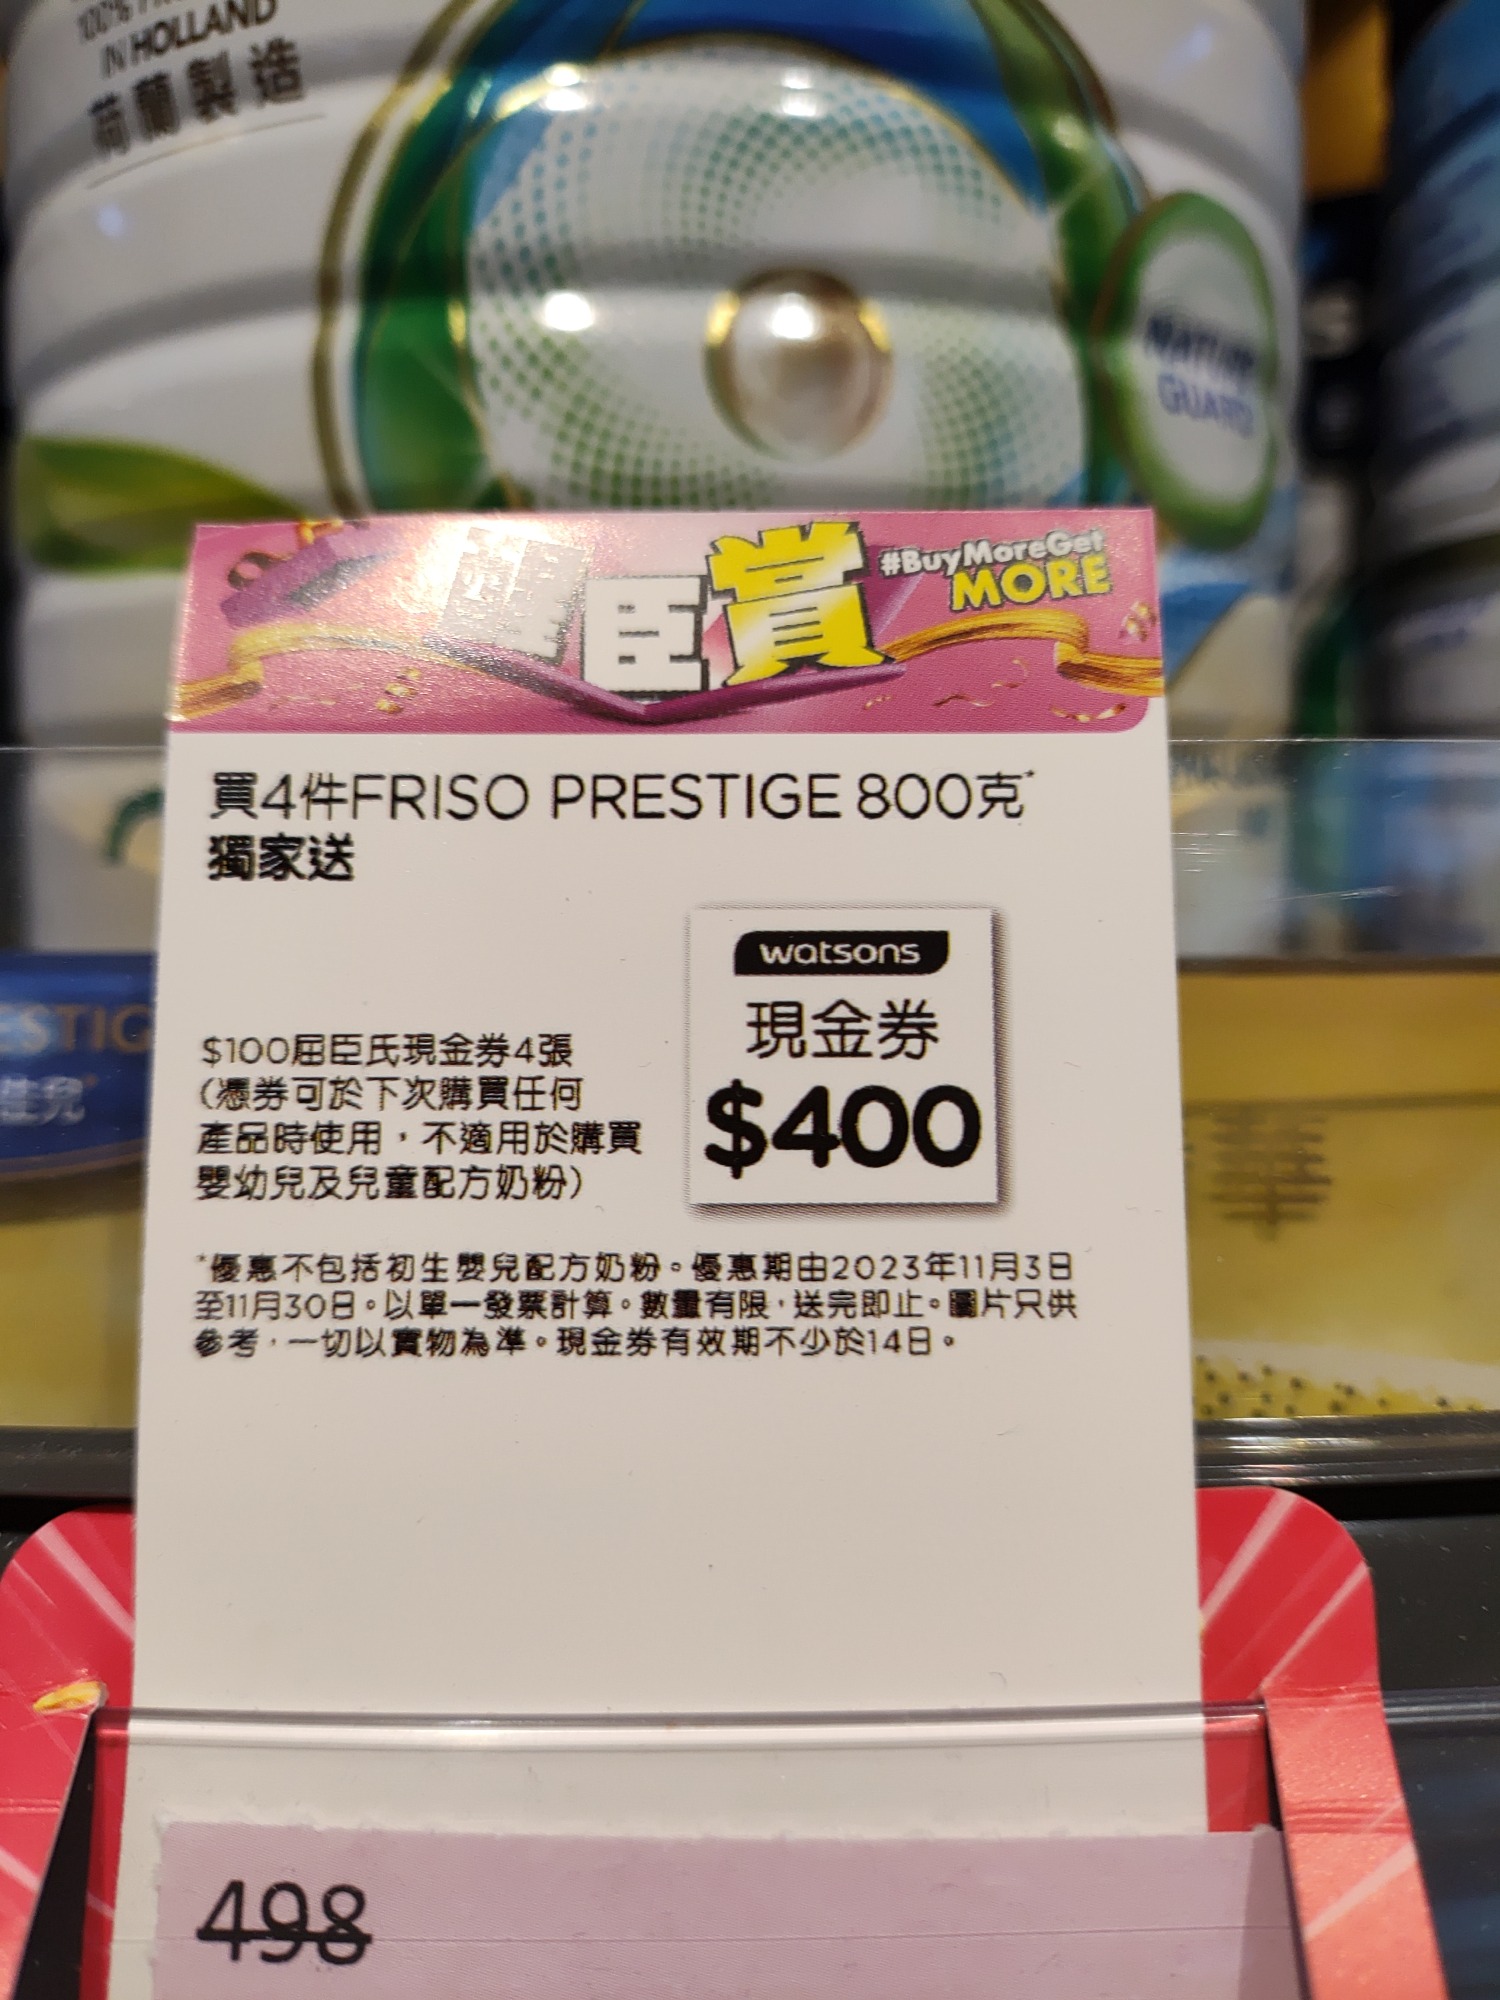 IN HOLLAND
荷蘭製造
GUARD
屈臣賞
#BuyMoreGet
MORE
買4件FRISO PRESTIGE 800克*
獨家送
watsons
現金券
$400
$100屈臣氏現金券4張
(憑券可於下次購買任何
產品時使用，不適用於購買
嬰幼兒及兒童配方奶粉)
*優惠不包括初生嬰兒配方奶粉。優惠期由2023年11月3日
至11月30日。以單一發票計算。數量有限，送完即止。圖片只供
參考，一切以實物為準。現金券有效期不少於14日。
498